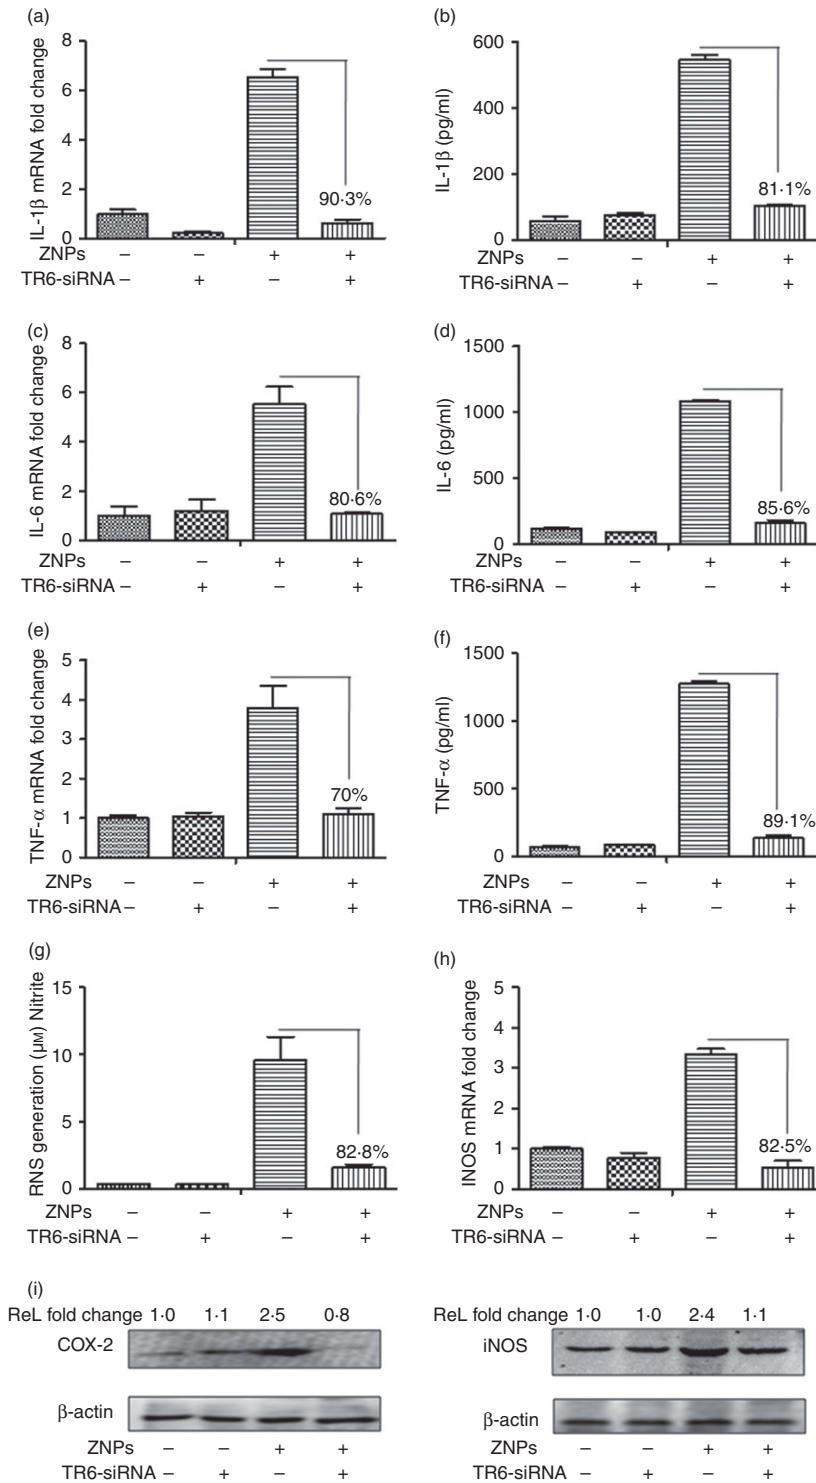 (a)
IL-1β mRNA fold change
8
6
4
2
0
90·3%
ZNPs – – + +
TR6-siRNA – + – +
(b)
IL-1β (pg/ml)
600
400
200
0
81·1%
ZNPs – – + +
TR6-siRNA – + – +
(c)
IL-6 mRNA fold change
8
6
4
2
0
80·6%
ZNPs – – + +
TR6-siRNA – + – +
(d)
IL-6 (pg/ml)
1500
1000
500
0
85·6%
ZNPs – – + +
TR6-siRNA – + – +
(e)
TNF-α mRNA fold change
5
4
3
2
1
0
70%
ZNPs – – + +
TR6-siRNA – + – +
(f)
TNF-α (pg/ml)
1500
1000
500
0
89·1%
ZNPs – – + +
TR6-siRNA – + – +
(g)
RNS generation (μM) Nitrite
15
10
5
0
82·8%
ZNPs – – + +
TR6-siRNA – + – +
(h)
INOS mRNA fold change
5
4
3
2
1
0
82·5%
ZNPs – – + +
TR6-siRNA – + – +
(i)
ReL fold change 1·0 1·1 2·5 0·8
COX-2
β-actin
ZNPs – – + +
TR6-siRNA – + – +
ReL fold change 1·0 1·0 2·4 1·1
iNOS
β-actin
ZNPs – – + +
TR6-siRNA – + – +